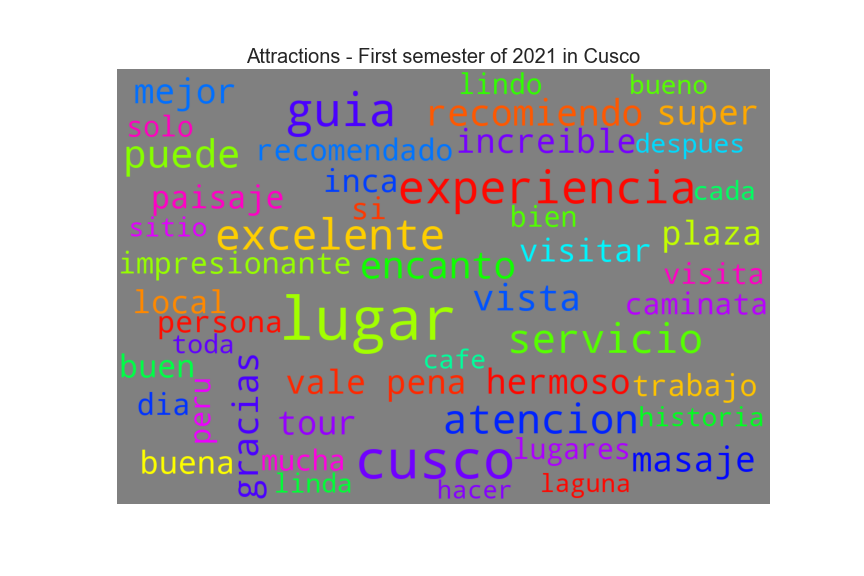 Attractions - First semester of 2021 in Cusco
mejor
lindo
bueno
guia
recomiendo
super
solo
puede
recomendado
increible
despues
inca
experiencia
cada
paisaje
si
bien
sitio
excelente
visitar
plaza
impresionante
encanto
visita
local
lugar
vista
caminata
persona
servicio
toda
cafe
buen
vale pena
hermoso
trabajo
dia
peru
gracias
tour
atencion
historia
buena
mucha
cusco
lugares
masaje
linda
hacer
laguna